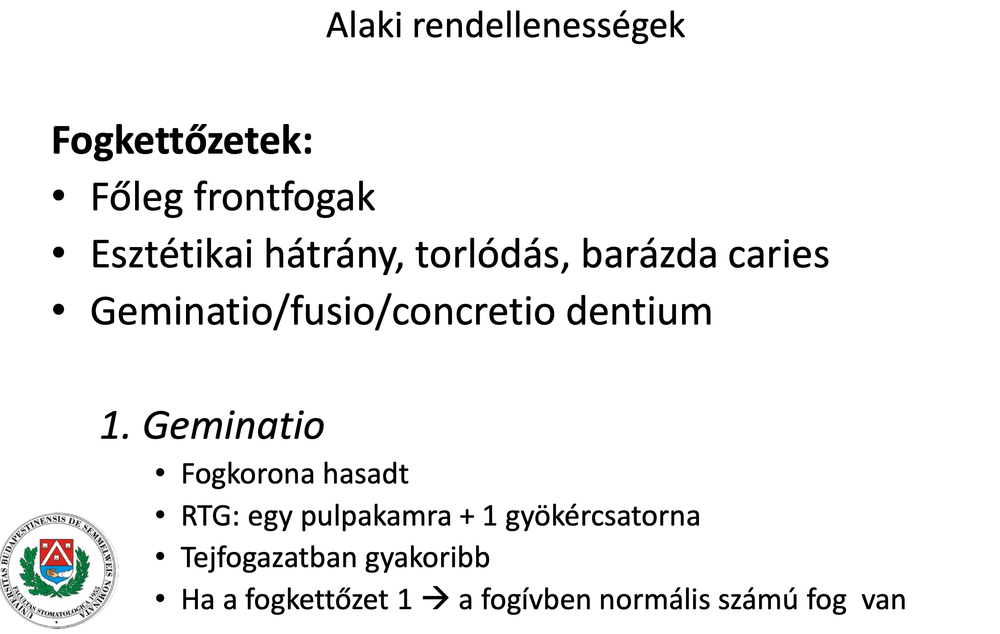 Alaki rendellenességek
Fogkettőzetek:
• Főleg frontfogak
• Esztétikai hátrány, torlódás, barázda caries
• Geminatio/fusio/concretio dentium
1. Geminatio
• Fogkorona hasadt
• RTG: egy pulpakamra + 1 gyökércsatorna
• Tejfogazatban gyakoribb
• Ha a fogkettőzet 1 → a fogívben normális számú fog  van
UNIVERSITAS BUDAPESTINENSIS DE SEMMELWEIS NOMINATA
FACULTAS STOMATOLOGICA 1955